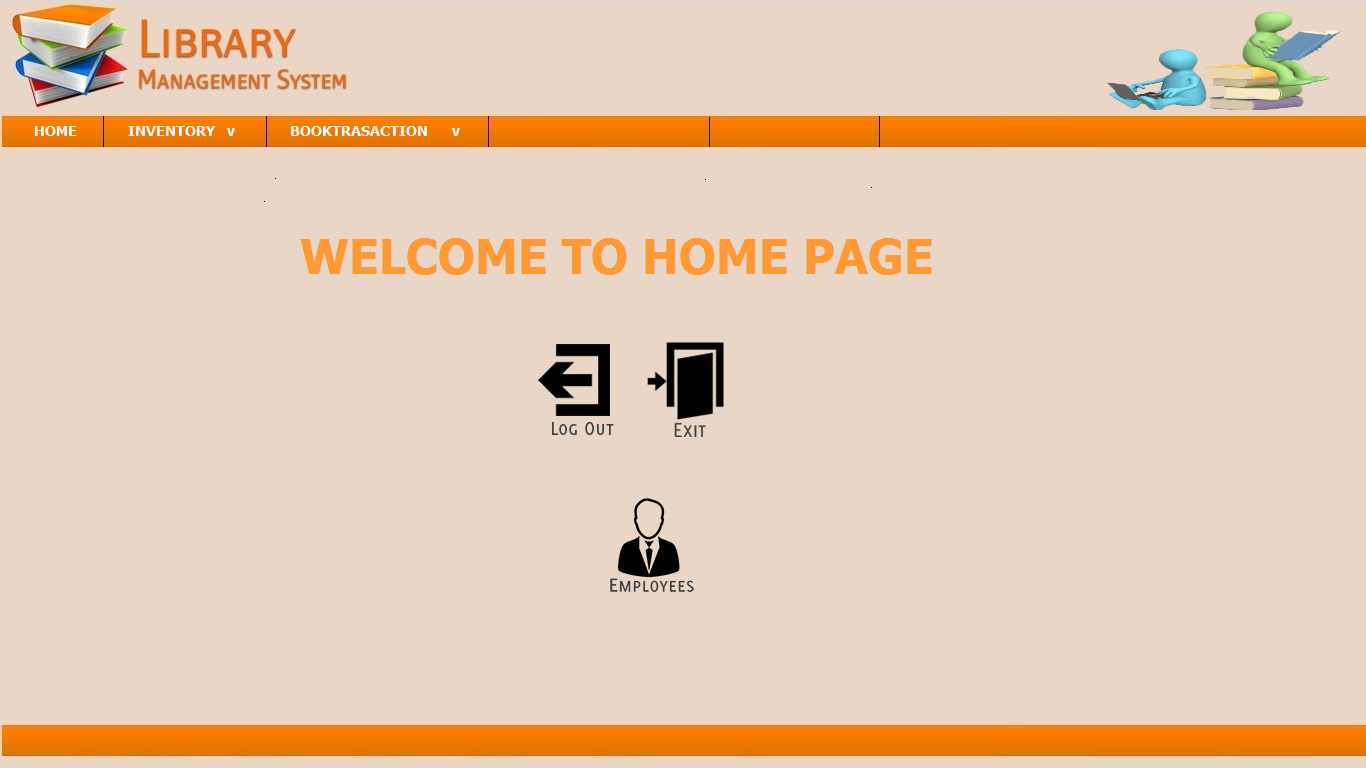 LIBRARY
MANAGEMENT SYSTEM
HOME INVENTORY v BOOKTRASACTION v
WELCOME TO HOME PAGE
LOG OUT EXIT
EMPLOYEES